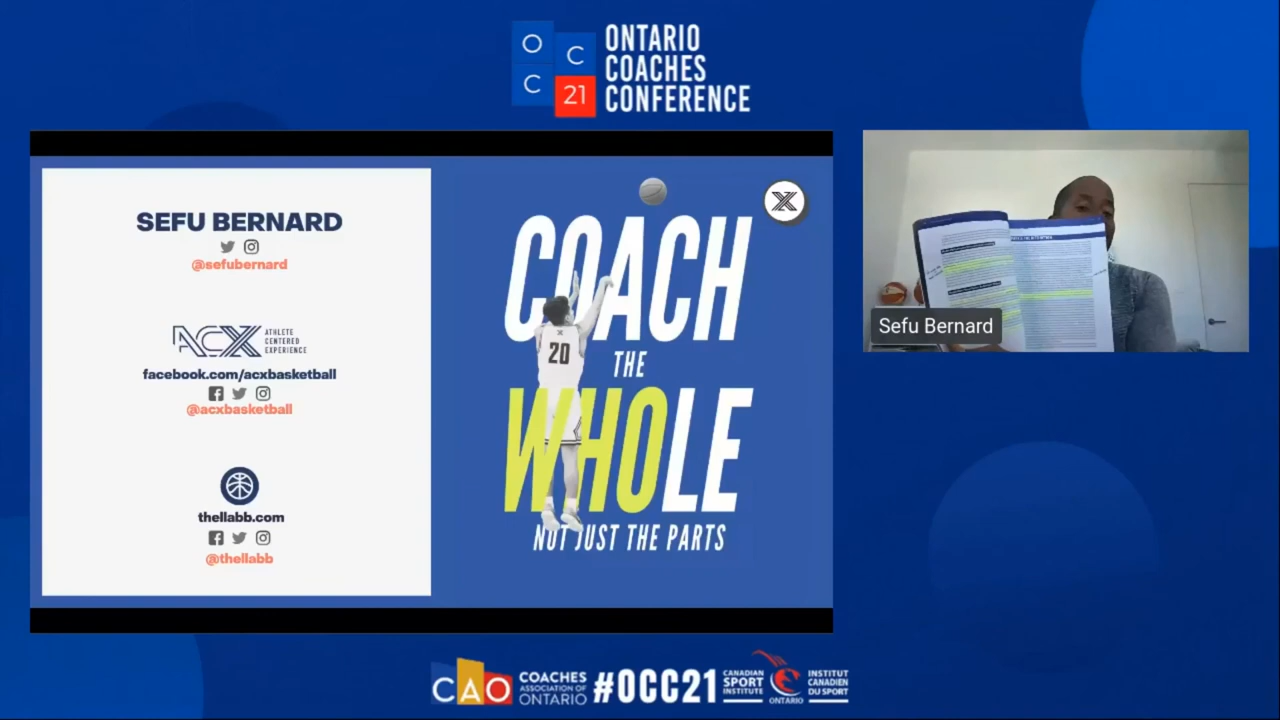 O
C
C
21
ONTARIO
COACHES
CONFERENCE
SEFU BERNARD
@sefubernard
ACX
ATHLETE
CENTERED
EXPERIENCE
facebook.com/acxbasketball
@acxbasketball
thellabb.com
@thellabb
X
COACH
THE
WHOLE
NOT JUST THE PARTS
20
Sefu Bernard
CAO
COACHES
ASSOCIATION OF
ONTARIO
#OCC21
CANADIAN
SPORT
INSTITUTE
ONTARIO
INSTITUT
CANADIEN
DU SPORT